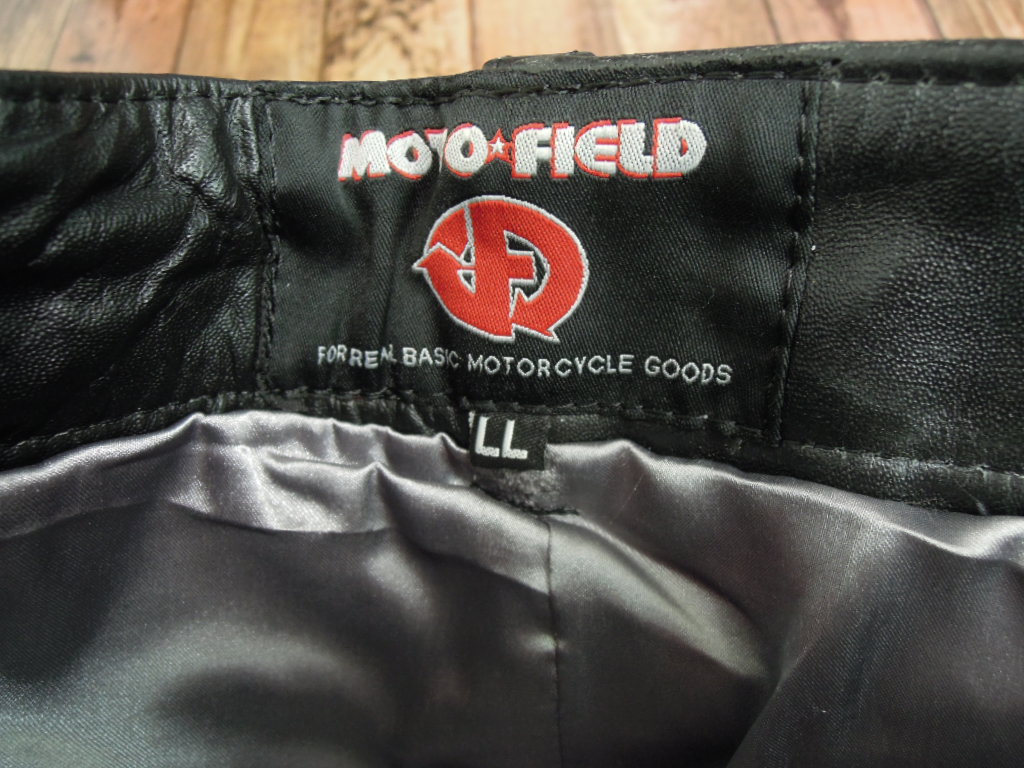 MOTO★FIELD
FOR REAL BASIC MOTORCYCLE GOODS
LL